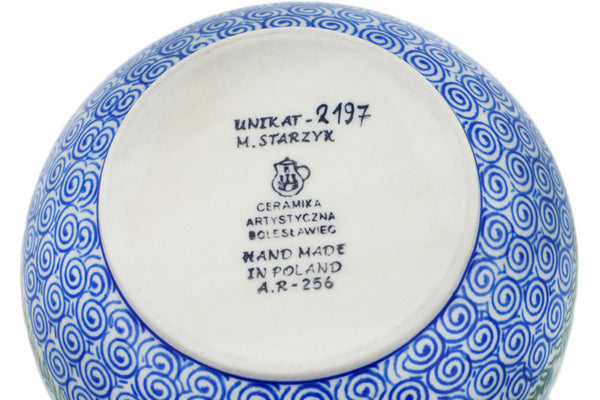 UNIKAT-2197
M. STARZYK
CERAMIKA
ARTYSTYCZNA
BOLESŁAWIEC
HAND MADE
IN POLAND
A.R-256